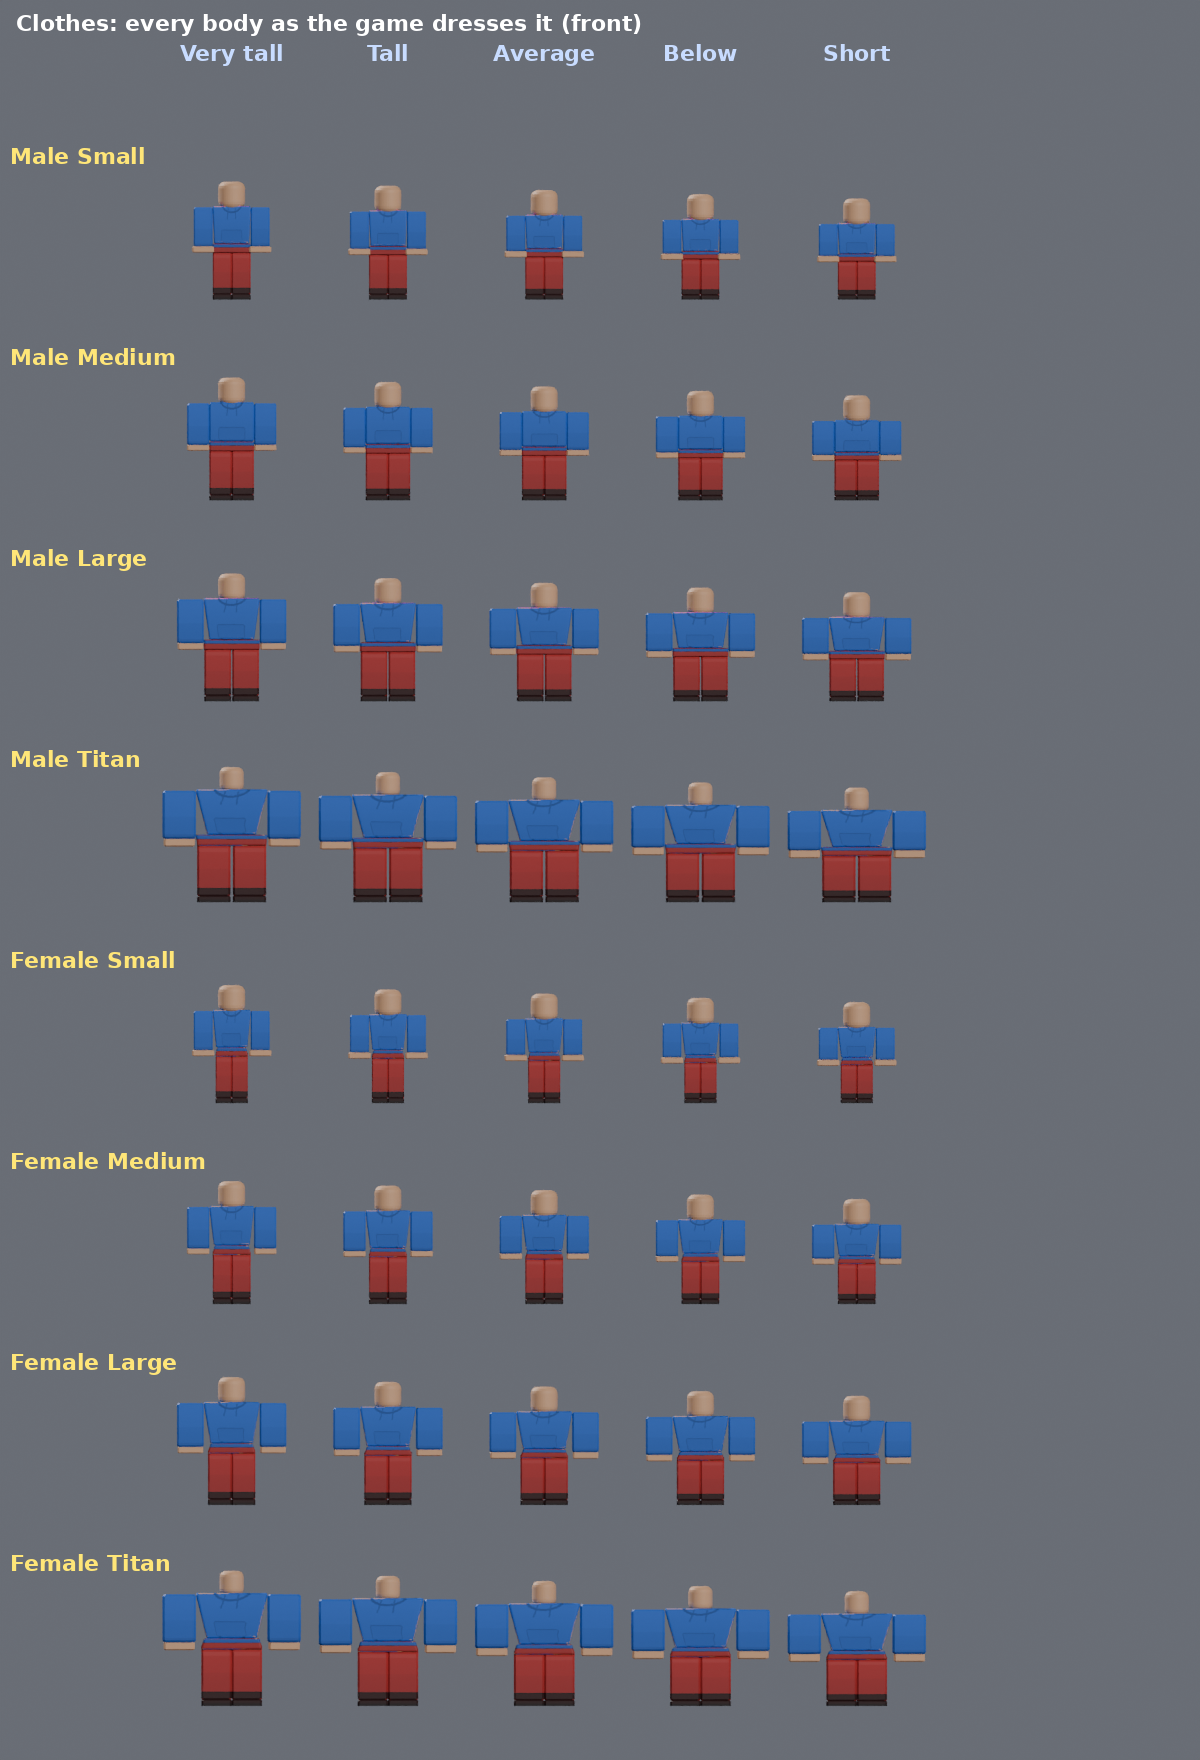 Clothes: every body as the game dresses it (front)
Very tall Tall Average Below Short
Male Small
Male Medium
Male Large
Male Titan
Female Small
Female Medium
Female Large
Female Titan